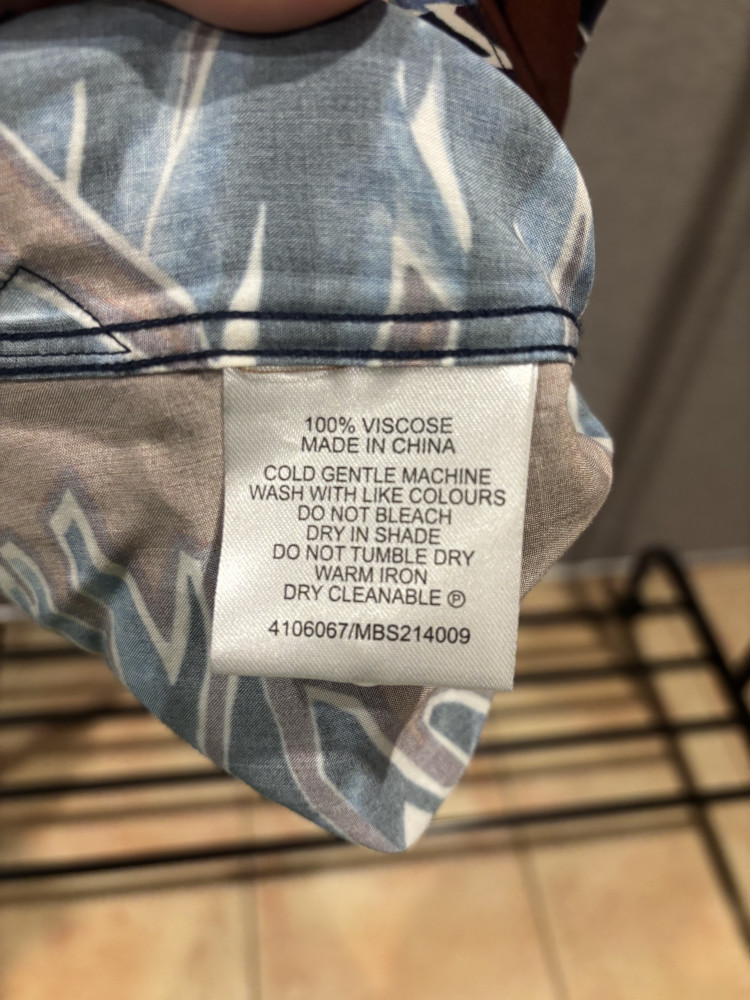 100% VISCOSE
MADE IN CHINA
COLD GENTLE MACHINE
WASH WITH LIKE COLOURS
DO NOT BLEACH
DRY IN SHADE
DO NOT TUMBLE DRY
WARM IRON
DRY CLEANABLE Ⓟ
4106067/MBS214009